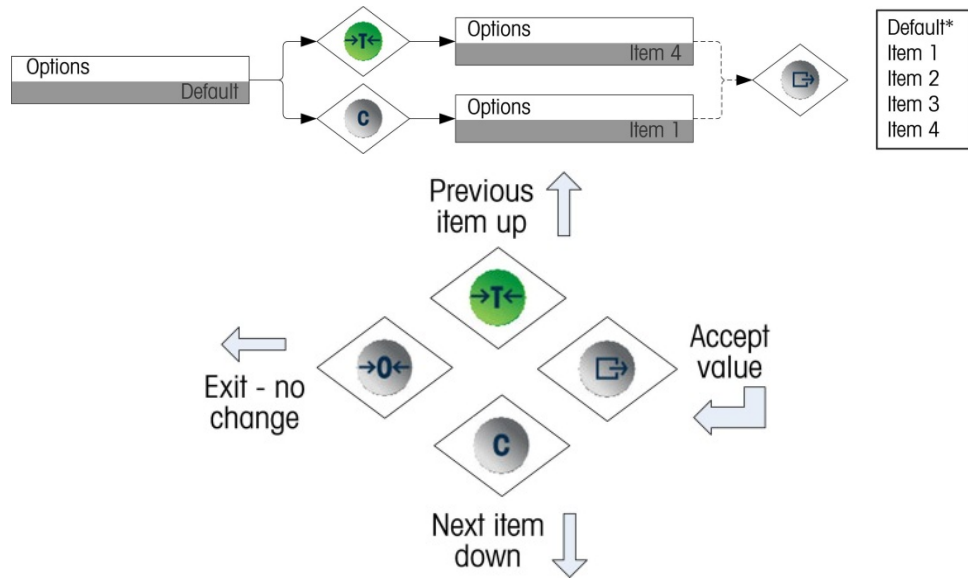 Options
Default
→T←
Options
Item 4
C
Options
Item 1
Default*
Item 1
Item 2
Item 3
Item 4
Previous
item up
→T←
→0←
Exit - no
change
Accept
value
C
Next item
down